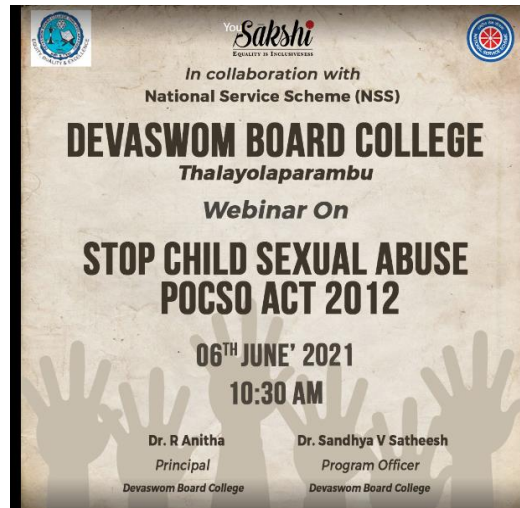 You
Sakshi
EQUALITY IS INCLUSIVENESS
In collaboration with
National Service Scheme (NSS)
DEVASWOM BOARD COLLEGE
Thalayolaparambu
Webinar On
STOP CHILD SEXUAL ABUSE
POCSO ACT 2012
06TH JUNE' 2021
10:30 AM
Dr. R Anitha
Principal
Devaswom Board College
Dr. Sandhya V Satheesh
Program Officer
Devaswom Board College